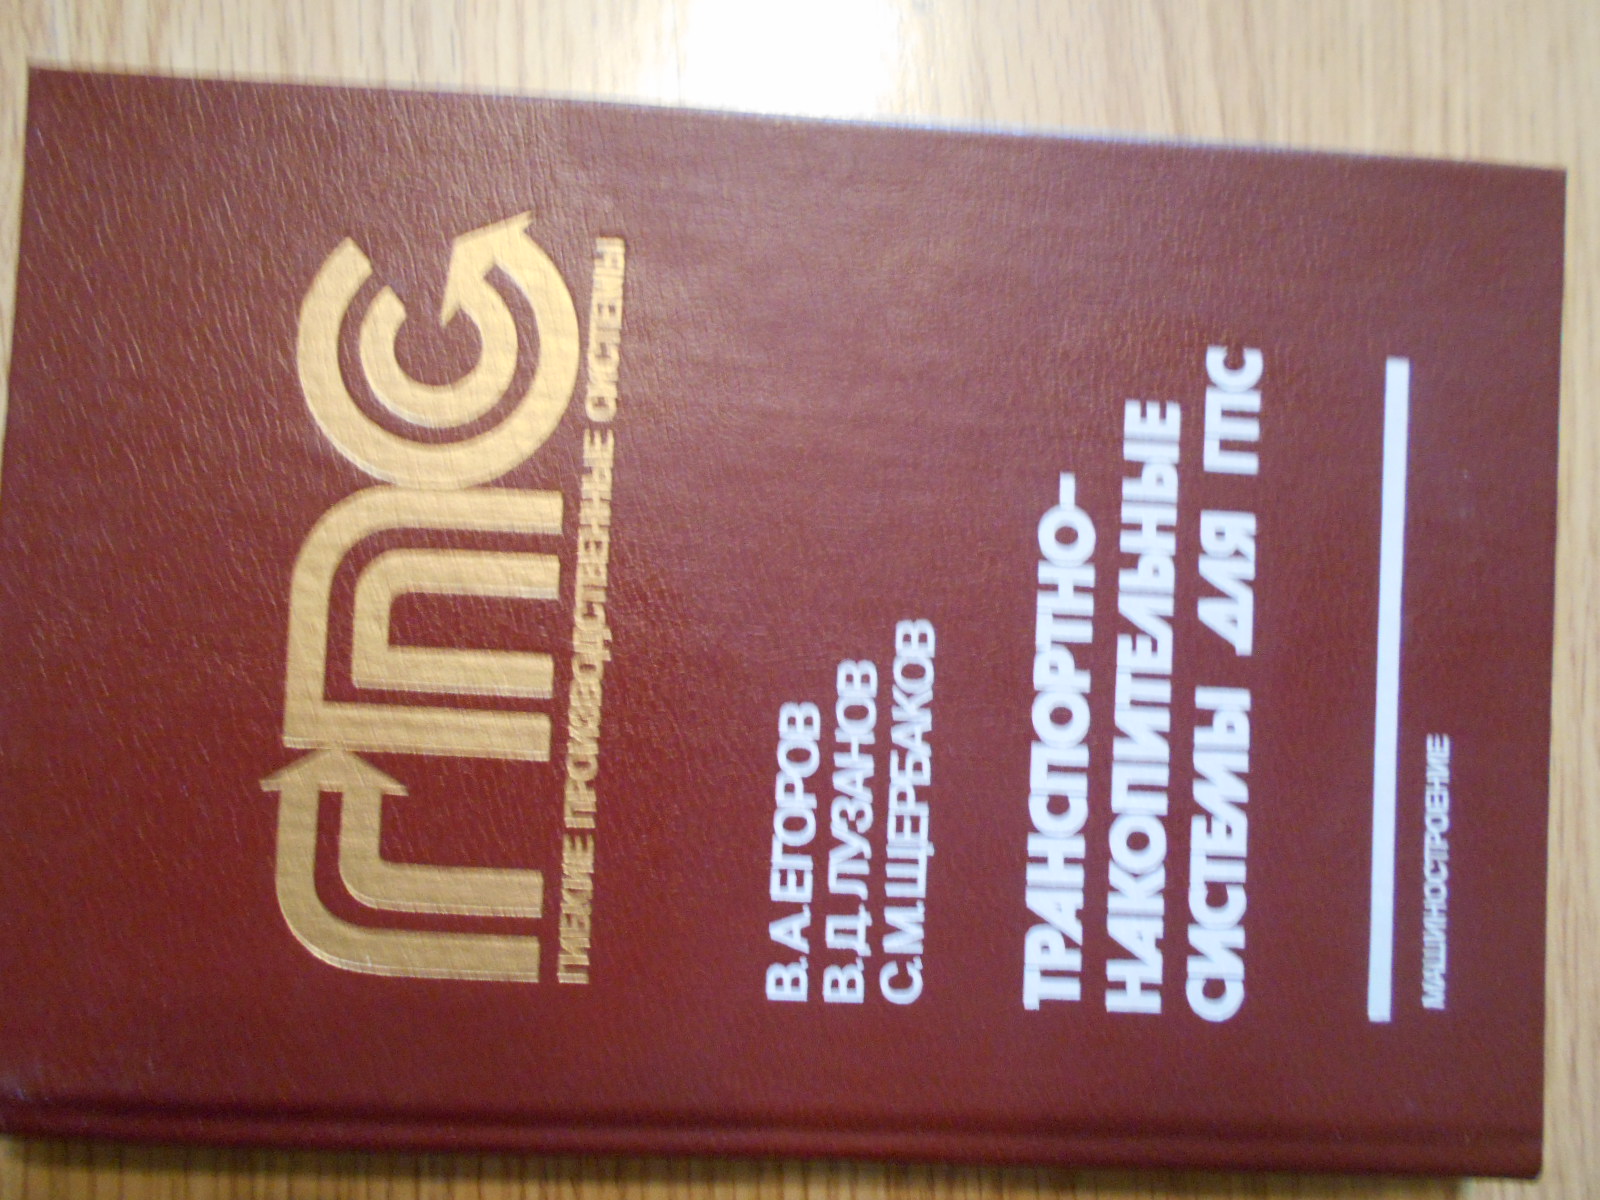 ГПС
ГИБКИЕ ПРОИЗВОДСТВЕННЫЕ СИСТЕМЫ
В. А. ЕГОРОВ
В. Д. ЛУЗАНОВ
С. М. ЩЕРБАКОВ
ТРАНСПОРТНО-
НАКОПИТЕЛЬНЫЕ
СИСТЕМЫ ДЛЯ ГПС
МАШИНОСТРОЕНИЕ